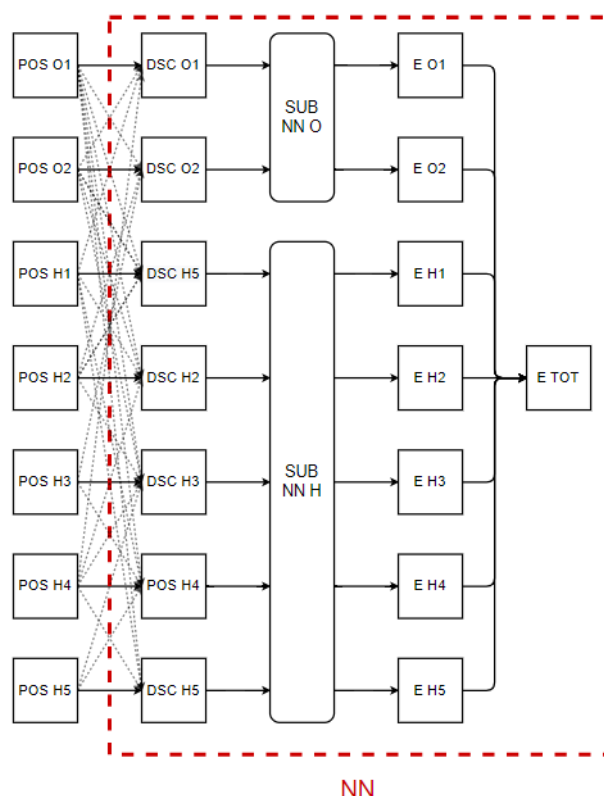 POS O1 DSC O1 E O1
SUB
NN O
POS O2 DSC O2 E O2
POS H1 DSC H5 E H1
POS H2 DSC H2 E H2 E TOT
SUB
NN H
POS H3 DSC H3 E H3
POS H4 POS H4 E H4
POS H5 DSC H5 E H5
NN